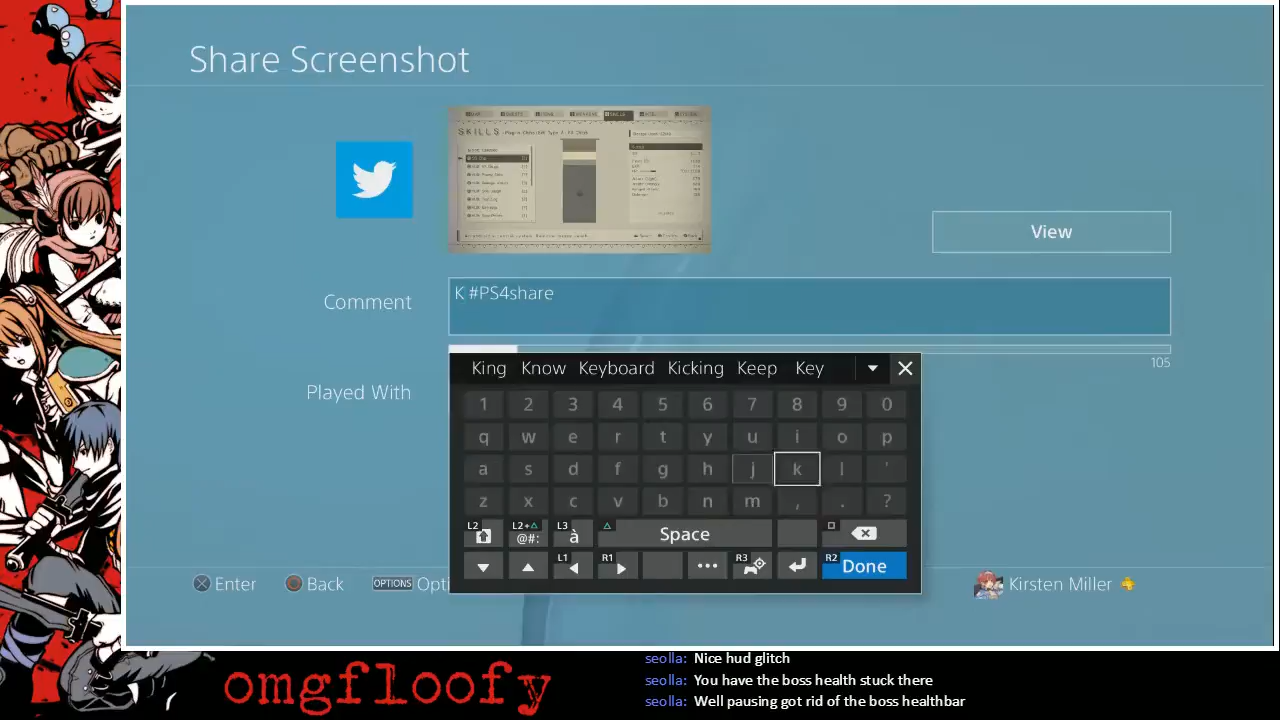 Share Screenshot
SKILLS
View
Comment
K #PS4share
105
Played With
King Know Keyboard Kicking Keep Key
1 2 3 4 5 6 7 8 9 0
q w e r t y u i o p
a s d f g h j k l '
z x c v b n m , . ?
L2 L2+△ @#: L3 à △ Space □
L1 R1 ... R3 R2 Done
Enter Back OPTIONS Opti
Kirsten Miller
omgfloofy
seolla: Nice hud glitch
seolla: You have the boss health stuck there
seolla: Well pausing got rid of the boss healthbar